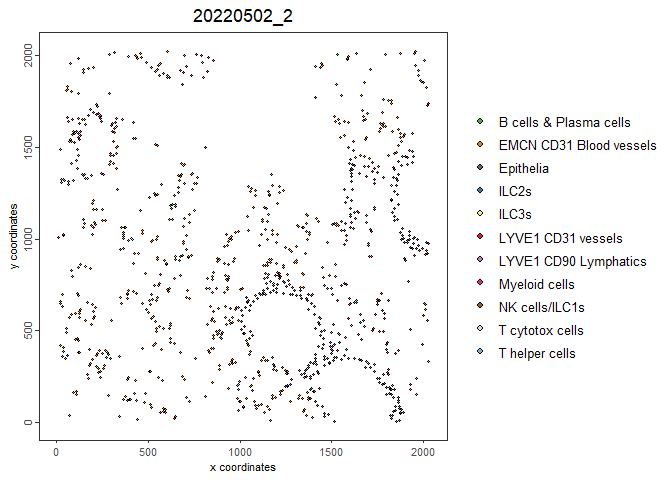 20220502_2
2000
1500
1000
500
0
y coordinates
0 500 1000 1500 2000
x coordinates
B cells & Plasma cells
EMCN CD31 Blood vessels
Epithelia
ILC2s
ILC3s
LYVE1 CD31 vessels
LYVE1 CD90 Lymphatics
Myeloid cells
NK cells/ILC1s
T cytotox cells
T helper cells